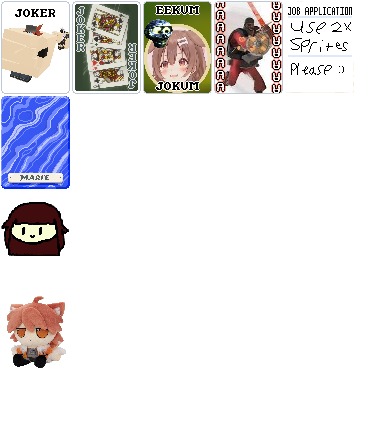 JOKER
JOKER
JOKER
EEKUM
JOKUM
A A A A A A A
A A A A A A A
JOB APPLICATION
Use 2x
Sprites
Please :)
MARIE